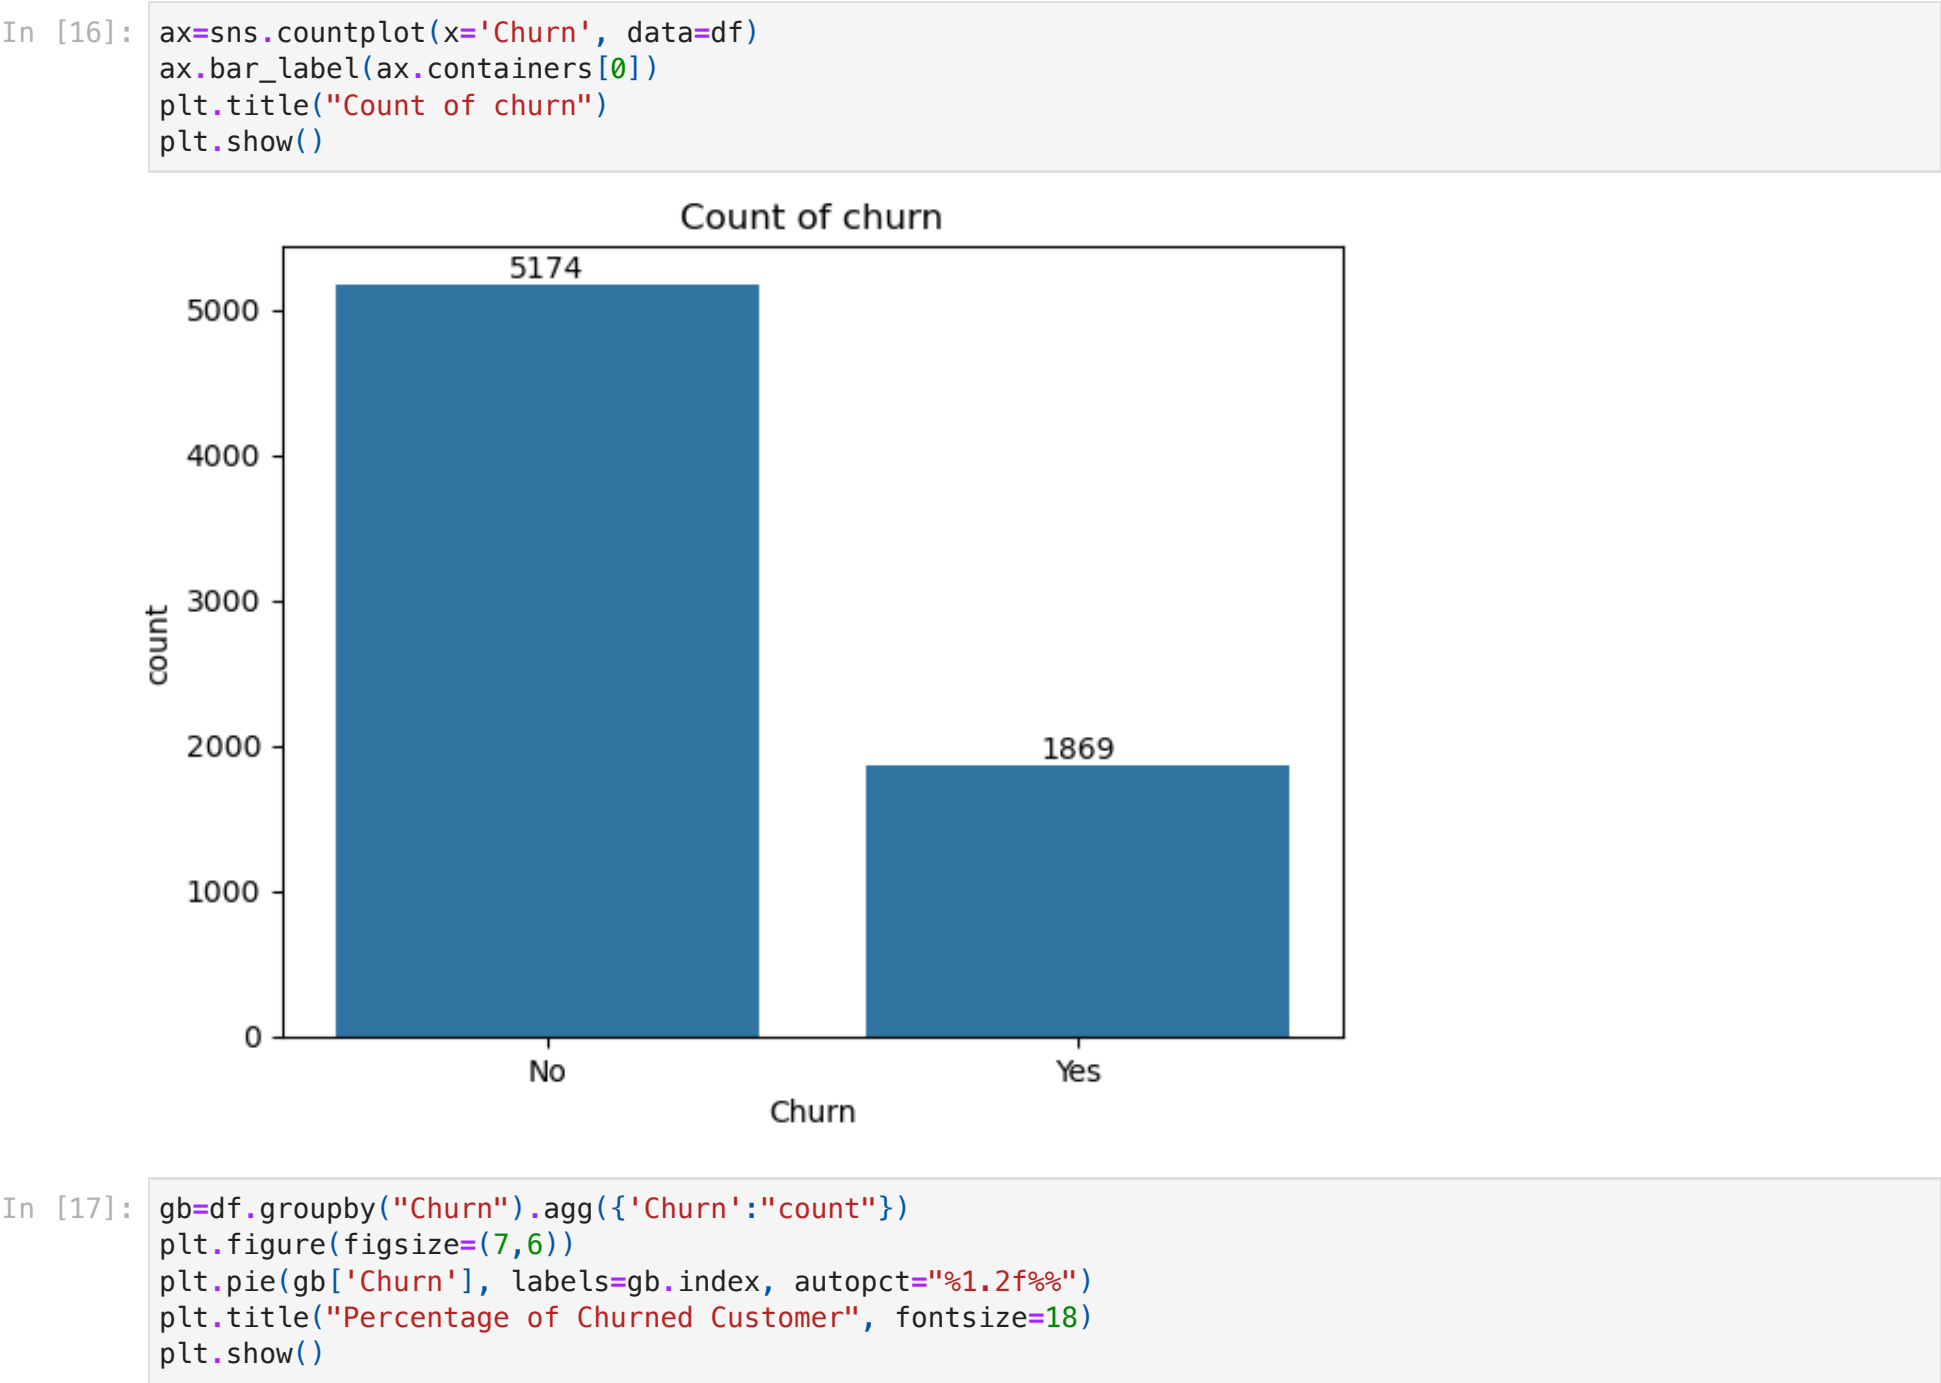 In [16]: ax=sns.countplot(x='Churn', data=df)
ax.bar_label(ax.containers[0])
plt.title("Count of churn")
plt.show()
Count of churn
5174
5000
4000
3000
count
2000
1869
1000
0
No Yes
Churn
In [17]: gb=df.groupby("Churn").agg({'Churn':"count"})
plt.figure(figsize=(7,6))
plt.pie(gb['Churn'], labels=gb.index, autopct="%1.2f%%")
plt.title("Percentage of Churned Customer", fontsize=18)
plt.show()